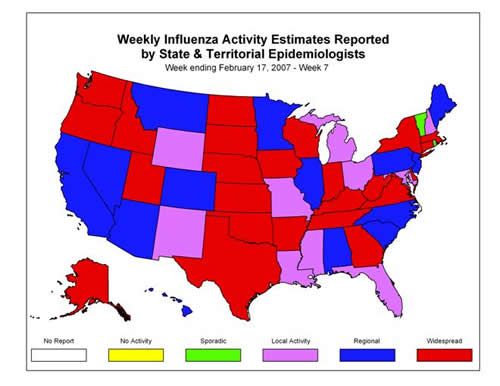 Weekly Influenza Activity Estimates Reported
by State & Territorial Epidemiologists
Week ending February 17, 2007 - Week 7
No Report No Activity Sporadic Local Activity Regional Widespread